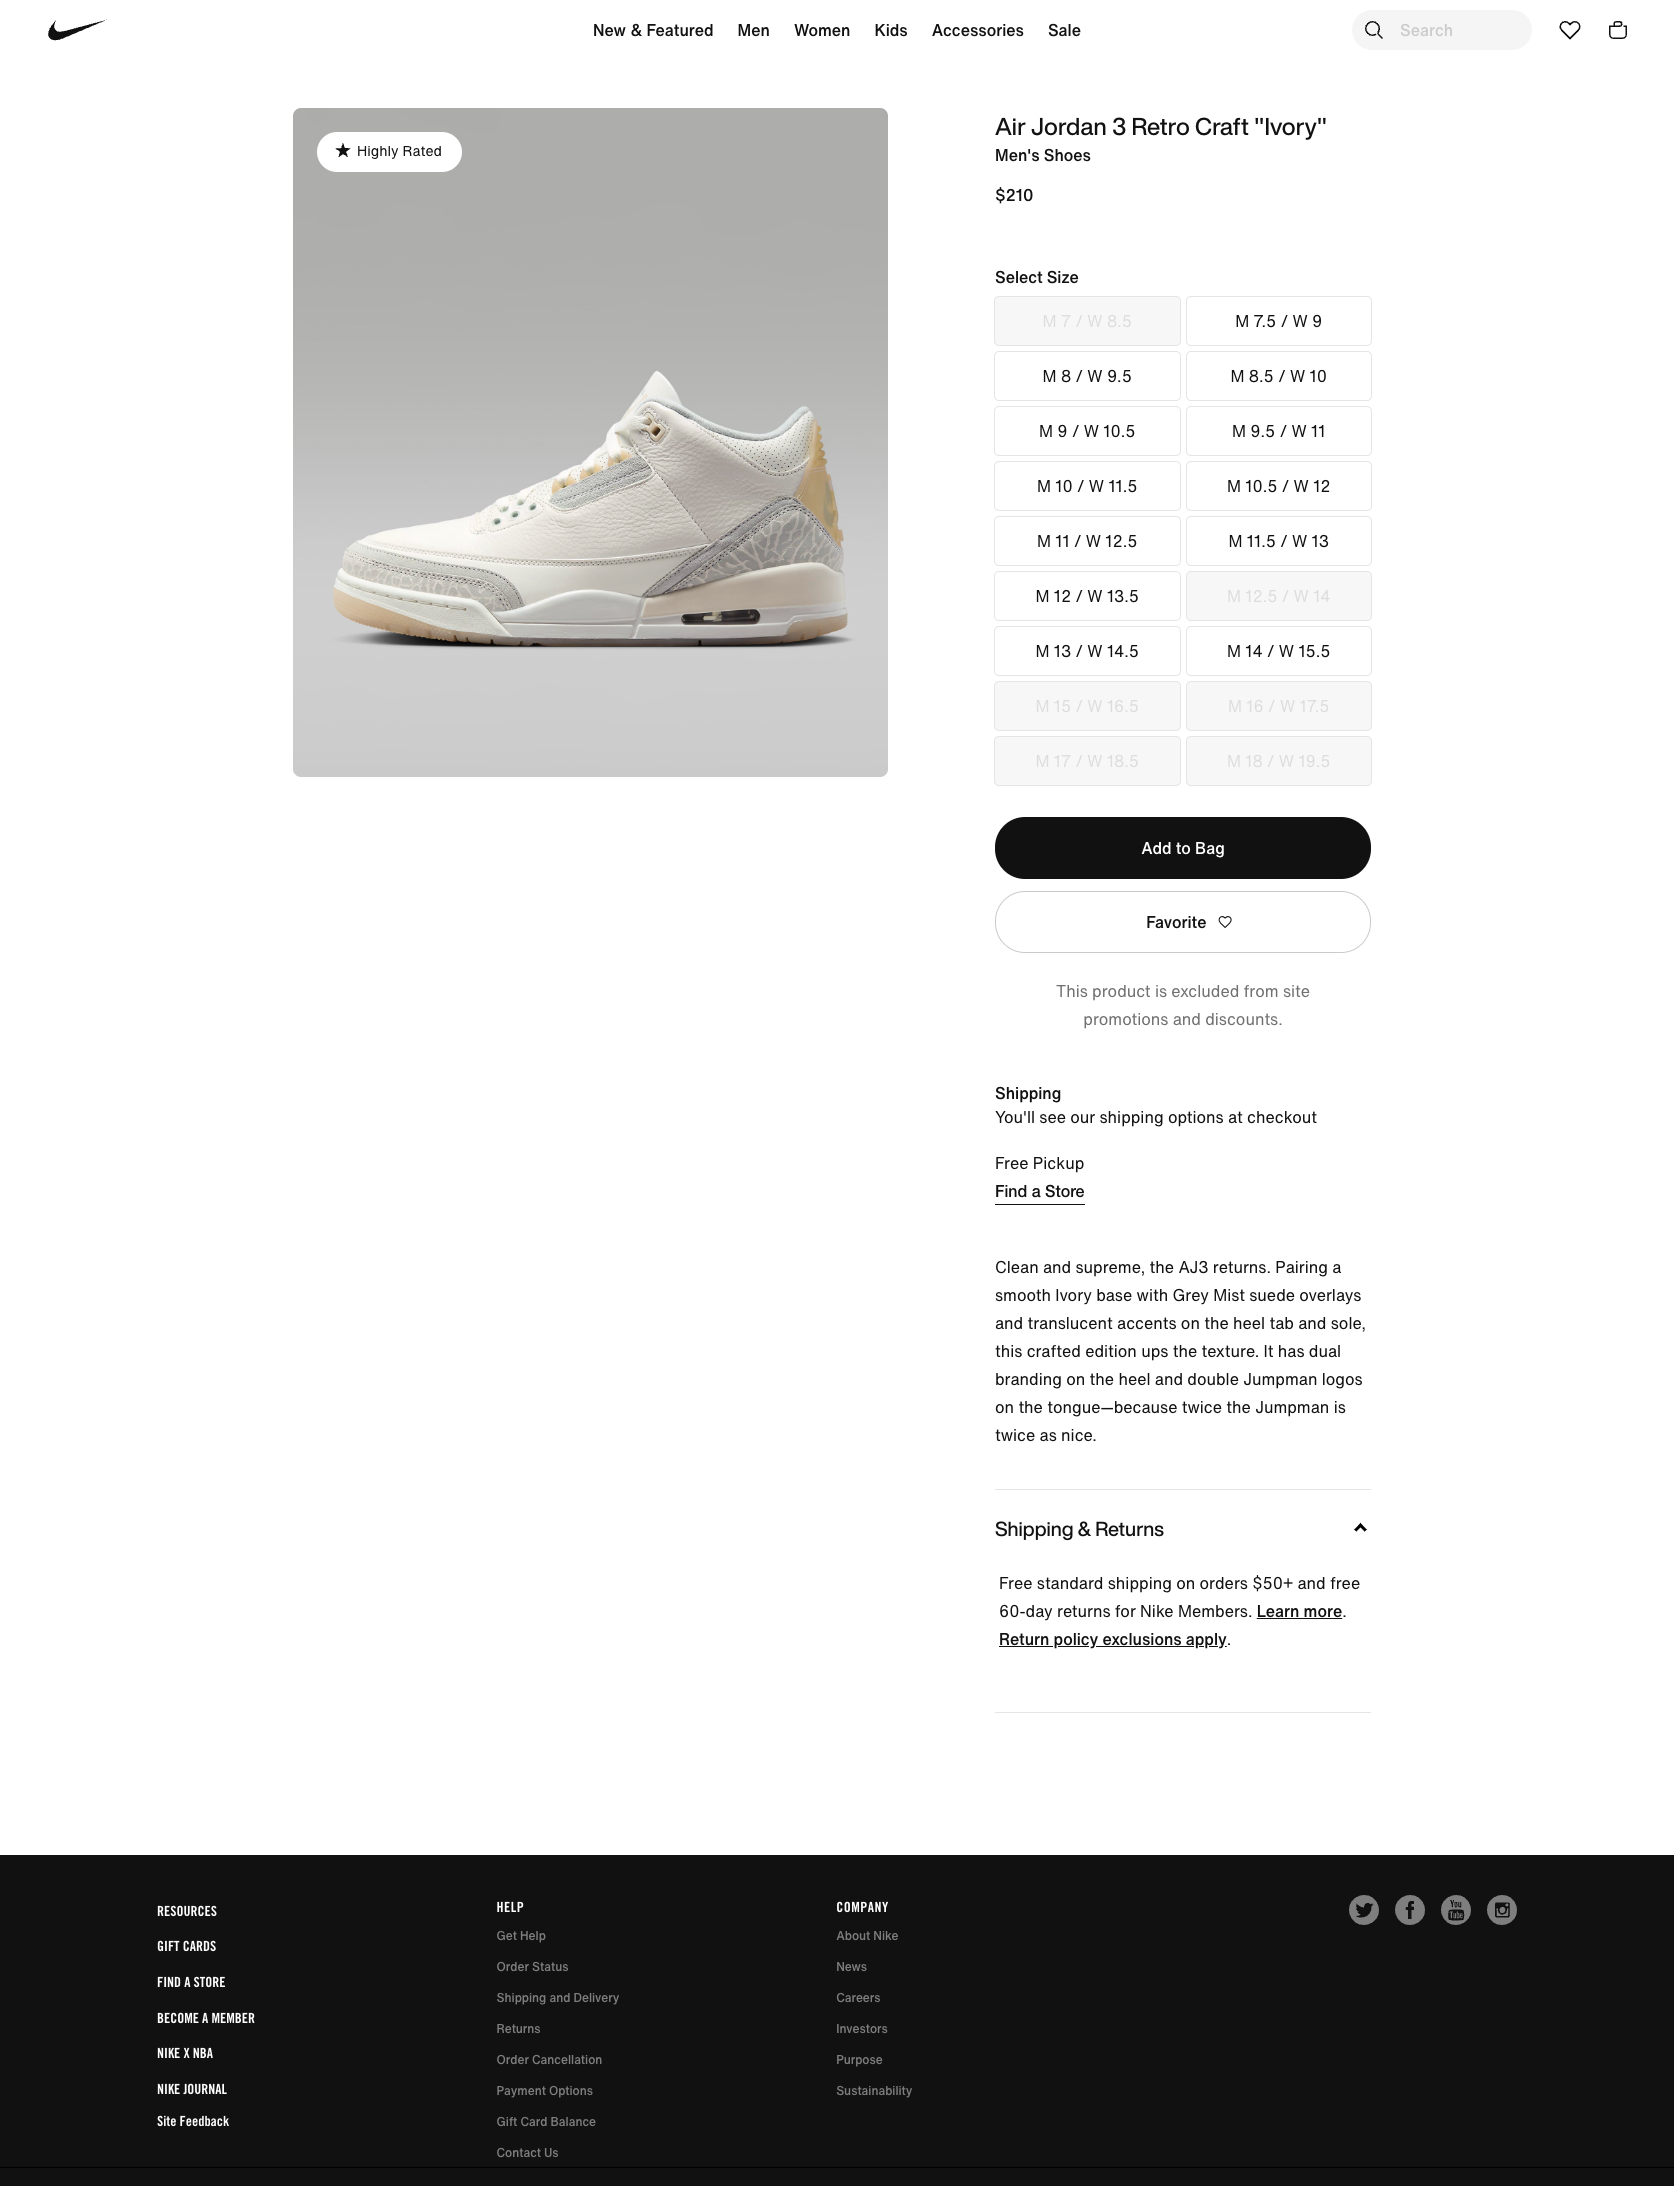 New & Featured Men Women Kids Accessories Sale
Search
Highly Rated
Air Jordan 3 Retro Craft "Ivory"
Men's Shoes
$210
Select Size
M 7 / W 8.5
M 7.5 / W 9
M 8 / W 9.5
M 8.5 / W 10
M 9 / W 10.5
M 9.5 / W 11
M 10 / W 11.5
M 10.5 / W 12
M 11 / W 12.5
M 11.5 / W 13
M 12 / W 13.5
M 12.5 / W 14
M 13 / W 14.5
M 14 / W 15.5
M 15 / W 16.5
M 16 / W 17.5
M 17 / W 18.5
M 18 / W 19.5
Add to Bag
Favorite
This product is excluded from site
promotions and discounts.
Shipping
You'll see our shipping options at checkout
Free Pickup
Find a Store
Clean and supreme, the AJ3 returns. Pairing a
smooth Ivory base with Grey Mist suede overlays
and translucent accents on the heel tab and sole,
this crafted edition ups the texture. It has dual
branding on the heel and double Jumpman logos
on the tongue—because twice the Jumpman is
twice as nice.
Shipping & Returns
Free standard shipping on orders $50+ and free
60-day returns for Nike Members. Learn more.
Return policy exclusions apply.
RESOURCES
GIFT CARDS
FIND A STORE
BECOME A MEMBER
NIKE X NBA
NIKE JOURNAL
Site Feedback
HELP
Get Help
Order Status
Shipping and Delivery
Returns
Order Cancellation
Payment Options
Gift Card Balance
Contact Us
COMPANY
About Nike
News
Careers
Investors
Purpose
Sustainability
You
Tube